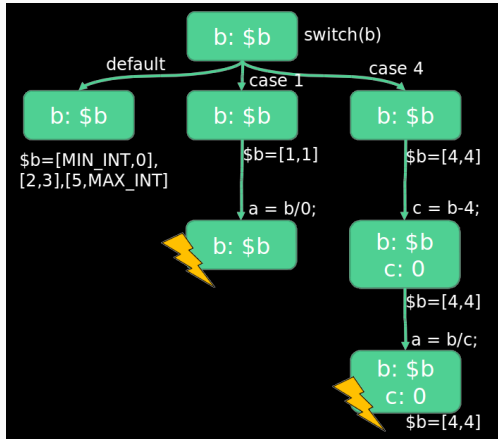 b: $b
switch(b)
default
case 1
case 4
b: $b
b: $b
b: $b
$b=[MIN_INT,0],
[2,3],[5,MAX_INT]
$b=[1,1]
$b=[4,4]
a = b/0;
c = b-4;
b: $b
b: $b
c: 0
$b=[4,4]
a = b/c;
b: $b
c: 0
$b=[4,4]